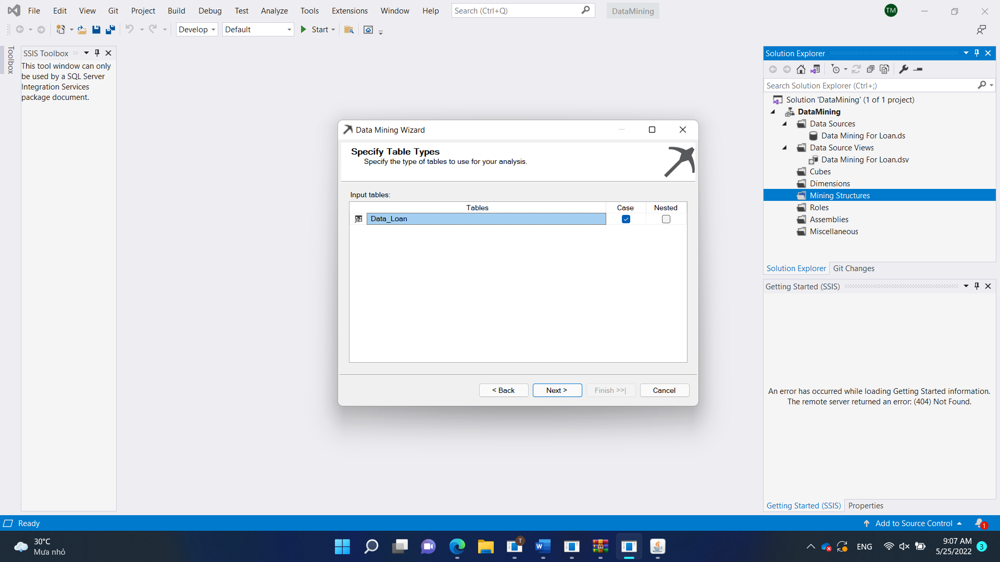 File Edit View Git Project Build Debug Test Analyze Tools Extensions Window Help Search (Ctrl+Q) DataMining TM
Develop Default Start
Toolbox
SSIS Toolbox
This tool window can only
be used by a SQL Server
Integration Services
package document.
Data Mining Wizard
Specify Table Types
Specify the type of tables to use for your analysis.
Input tables:
Tables Case Nested
Data_Loan
< Back Next > Finish >>| Cancel
Solution Explorer
Search Solution Explorer (Ctrl+;)
Solution 'DataMining' (1 of 1 project)
DataMining
Data Sources
Data Mining For Loan.ds
Data Source Views
Data Mining For Loan.dsv
Cubes
Dimensions
Mining Structures
Roles
Assemblies
Miscellaneous
Solution Explorer Git Changes
Getting Started (SSIS)
An error has occurred while loading Getting Started information.
The remote server returned an error: (404) Not Found.
Getting Started (SSIS) Properties
Ready Add to Source Control 1
30°C
Mưa nhỏ
T
W
ENG
9:07 AM
5/25/2022
3